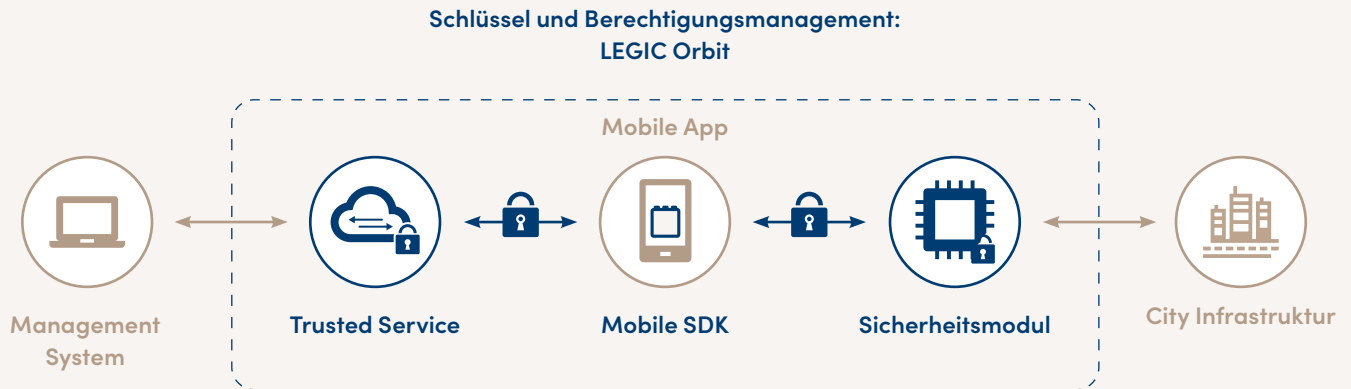 Schlüssel und Berechtigungsmanagement:
LEGIC Orbit
Mobile App
Management
System
Trusted Service
Mobile SDK
Sicherheitsmodul
City Infrastruktur